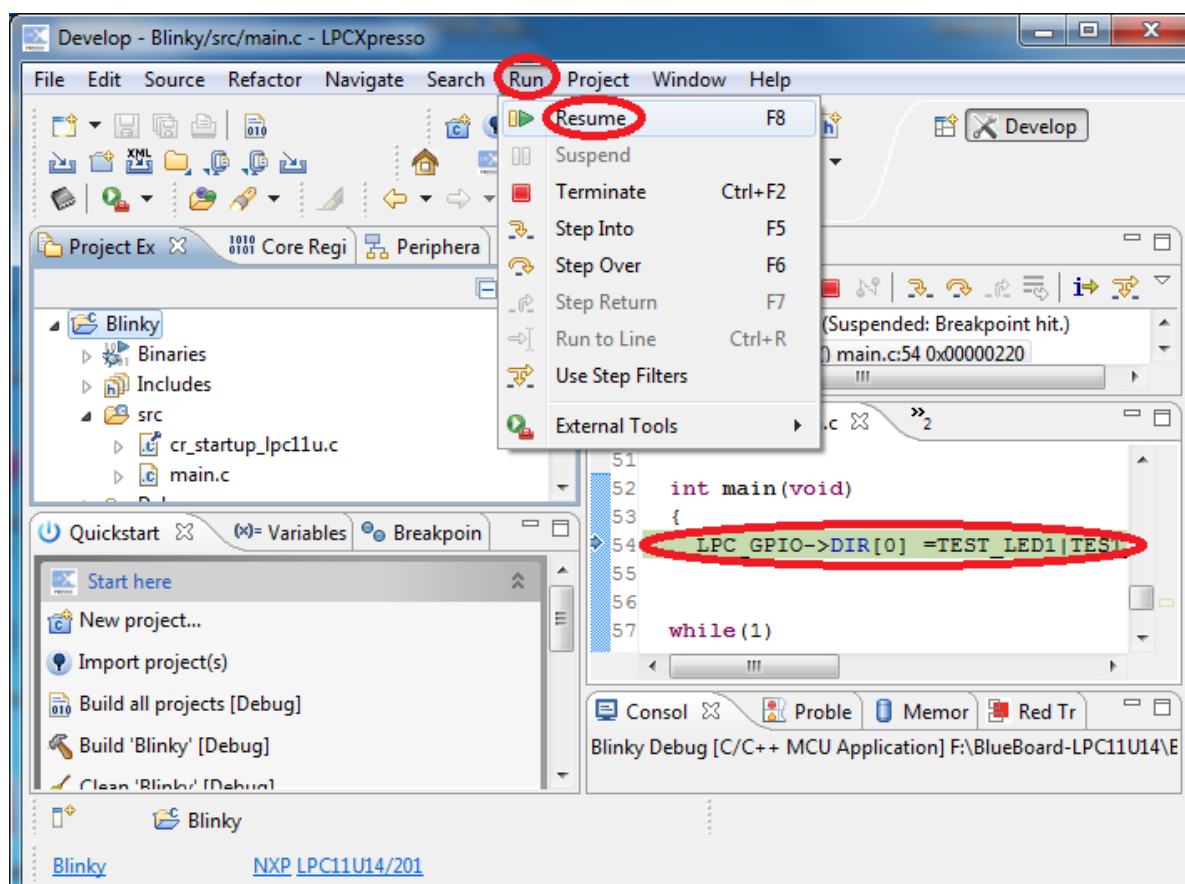 Develop - Blinky/src/main.c - LPCXpresso
File Edit Source Refactor Navigate Search Run Project Window Help
Resume F8
Develop
Suspend
Terminate Ctrl+F2
Step Into F5
Step Over F6
Step Return F7
Run to Line Ctrl+R
Use Step Filters
External Tools
Project Ex Core Regi Periphera
Blinky
Binaries
Includes
src
cr_startup_lpc11u.c
main.c
(Suspended: Breakpoint hit.)
) main.c:54 0x00000220
.c »2
51
52 int main(void)
53 {
54 LPC_GPIO->DIR[0] =TEST_LED1|TEST_
55
56
57 while(1)
Quickstart (x)= Variables Breakpoin
Start here
New project...
Import project(s)
Build all projects [Debug]
Build 'Blinky' [Debug]
Clean 'Blinky' [Debug]
Consol Proble Memor Red Tr
Blinky Debug [C/C++ MCU Application] F:\BlueBoard-LPC11U14\E
Blinky
Blinky NXP LPC11U14/201